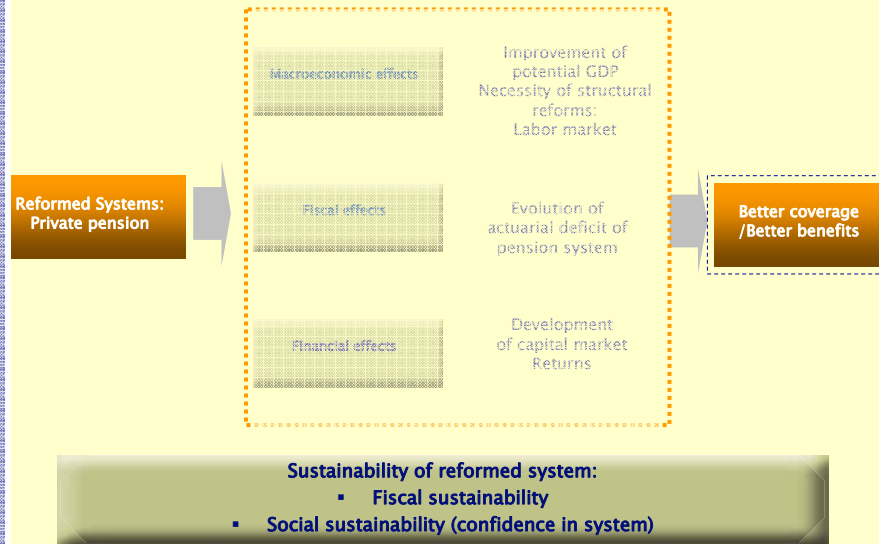 Reformed Systems:
Private pension
Macroeconomic effects
Improvement of
potential GDP
Necessity of structural
reforms:
Labor market
Fiscal effects
Evolution of
actuarial deficit of
pension system
Financial effects
Development
of capital market
Returns
Better coverage
/Better benefits
Sustainability of reformed system:
▪ Fiscal sustainability
▪ Social sustainability (confidence in system)